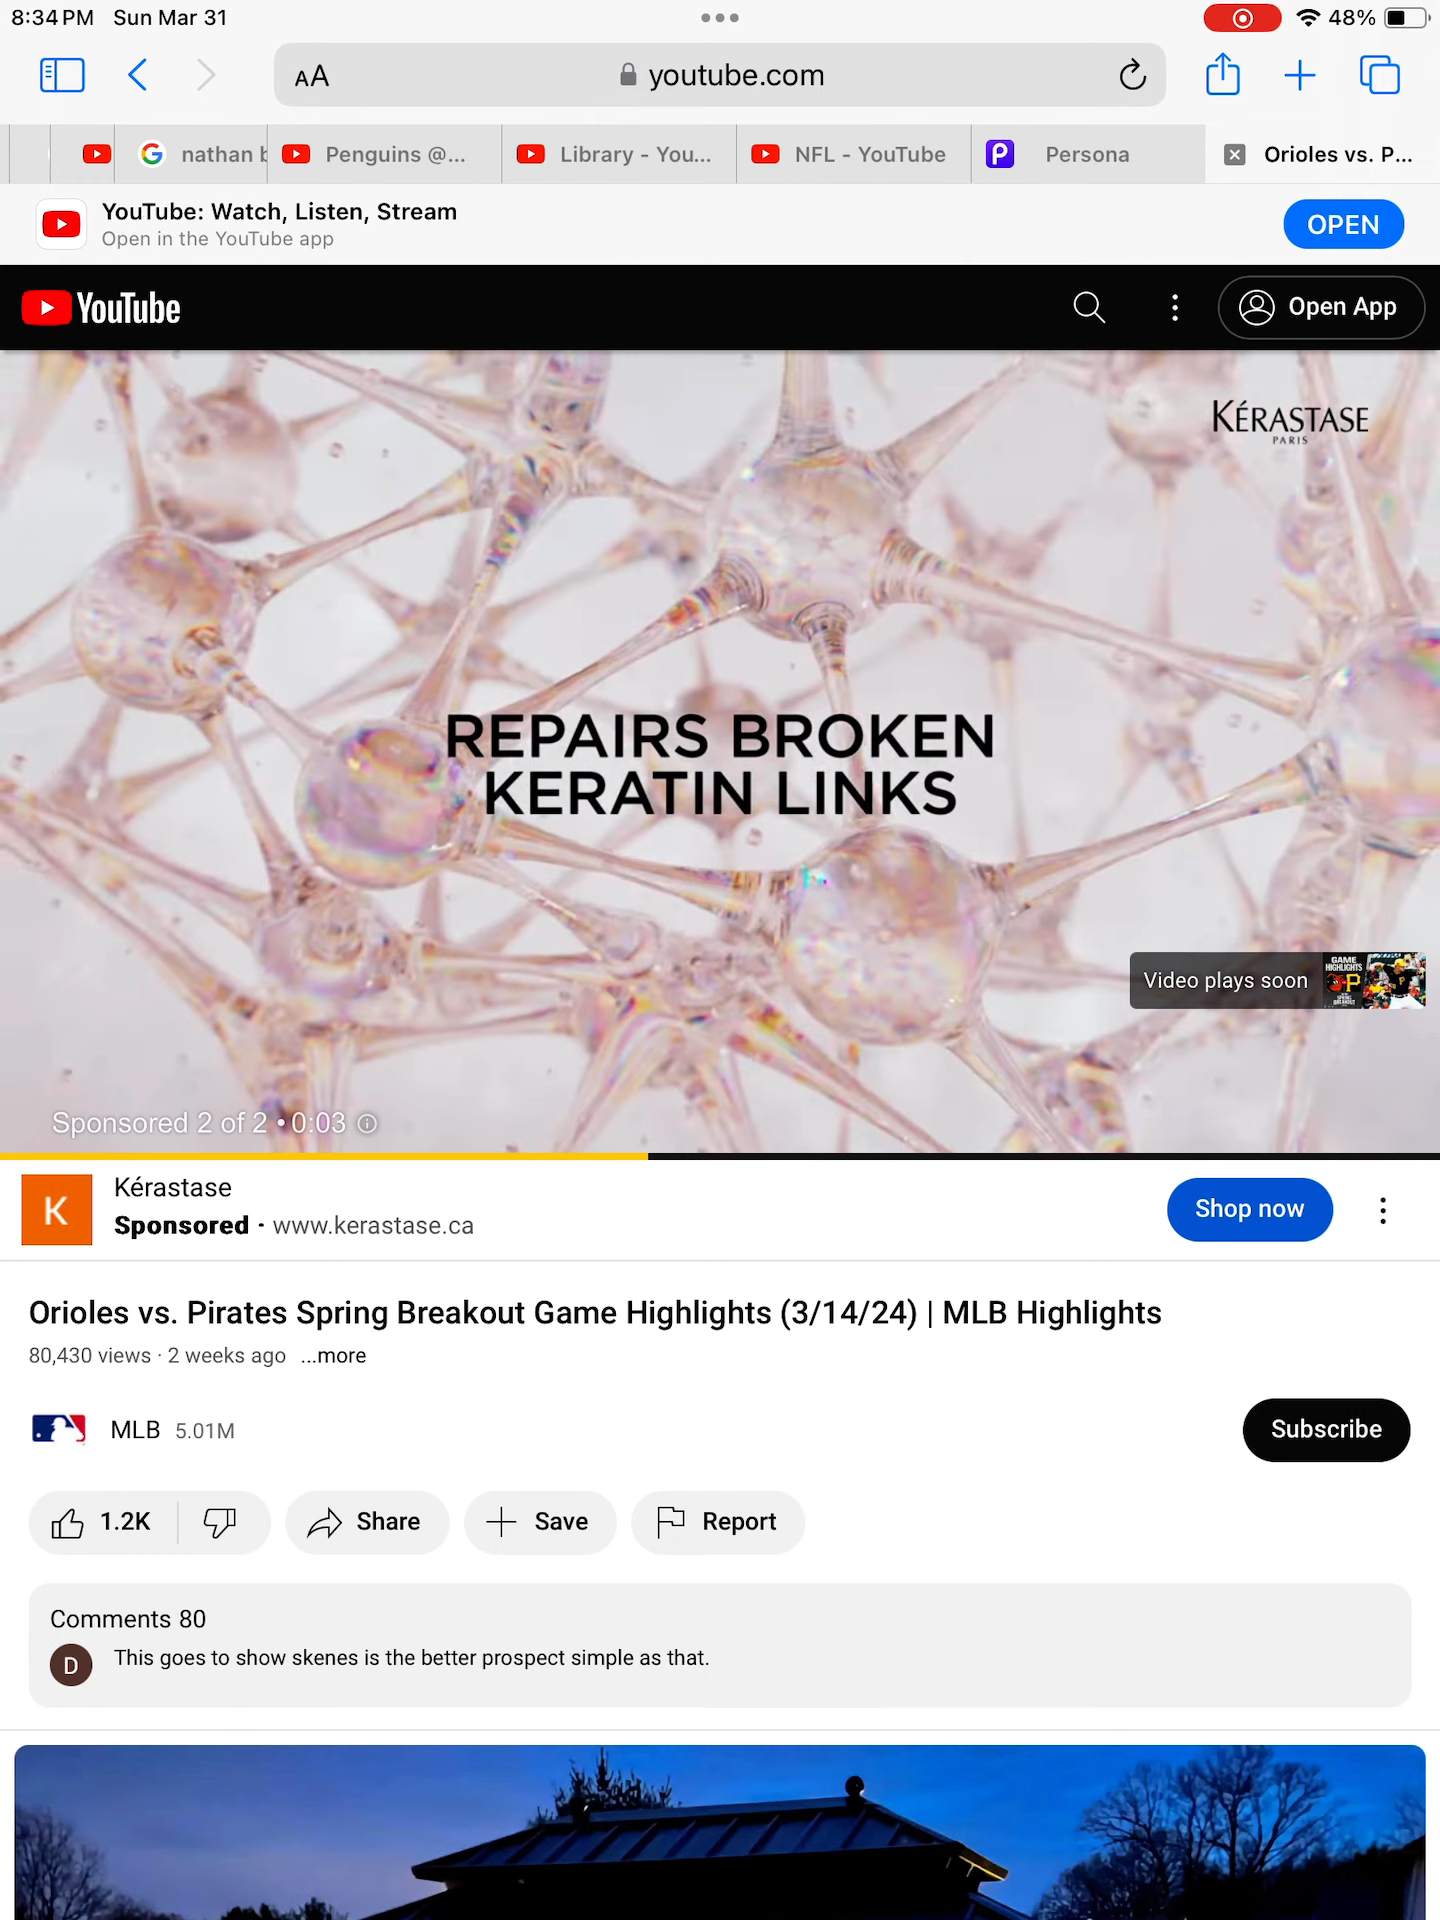 8:34 PM Sun Mar 31
48%
AA
youtube.com
nathan b
Penguins @...
Library - You...
NFL - YouTube
Persona
Orioles vs. P...
YouTube: Watch, Listen, Stream
Open in the YouTube app
OPEN
YouTube
Open App
KÉRASTASE
PARIS
REPAIRS BROKEN
KERATIN LINKS
Video plays soon
GAME
HIGHLIGHTS
Sponsored 2 of 2 • 0:03
K
Kérastase
Sponsored · www.kerastase.ca
Shop now
Orioles vs. Pirates Spring Breakout Game Highlights (3/14/24) | MLB Highlights
80,430 views · 2 weeks ago ...more
MLB 5.01M
Subscribe
1.2K
Share
Save
Report
Comments 80
D
This goes to show skenes is the better prospect simple as that.